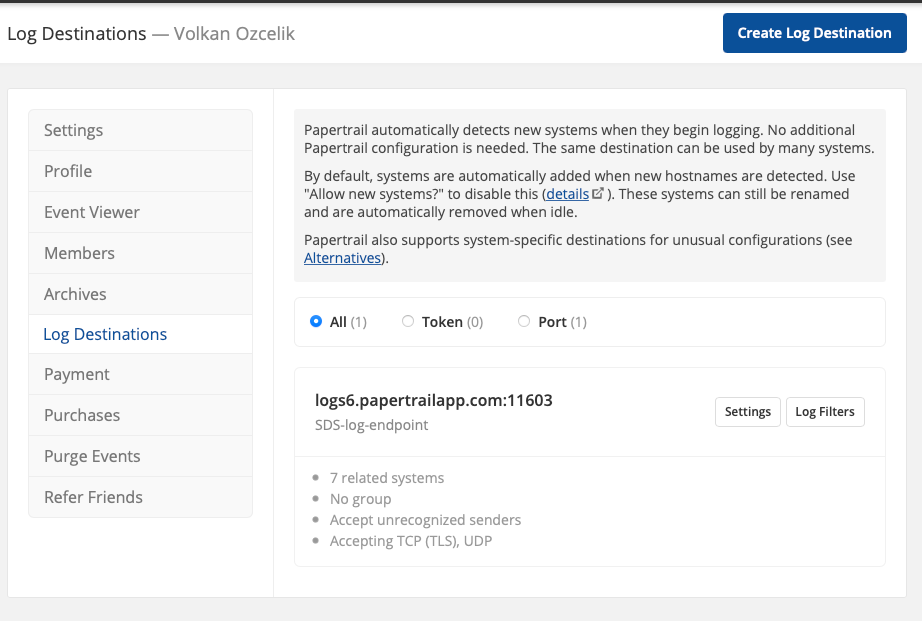 Log Destinations — Volkan Ozcelik
Create Log Destination
Settings
Profile
Event Viewer
Members
Archives
Log Destinations
Payment
Purchases
Purge Events
Refer Friends
Papertrail automatically detects new systems when they begin logging. No additional
Papertrail configuration is needed. The same destination can be used by many systems.
By default, systems are automatically added when new hostnames are detected. Use
"Allow new systems?" to disable this (details ). These systems can still be renamed
and are automatically removed when idle.
Papertrail also supports system-specific destinations for unusual configurations (see
Alternatives).
All (1) Token (0) Port (1)
logs6.papertrailapp.com:11603
SDS-log-endpoint
Settings Log Filters
7 related systems
No group
Accept unrecognized senders
Accepting TCP (TLS), UDP